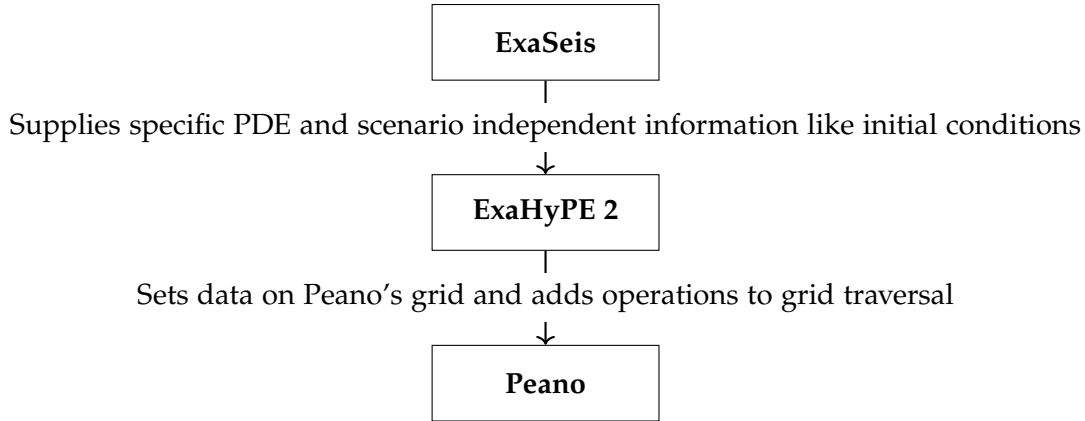 ExaSeis
Supplies specific PDE and scenario independent information like initial conditions
ExaHyPE 2
Sets data on Peano's grid and adds operations to grid traversal
Peano